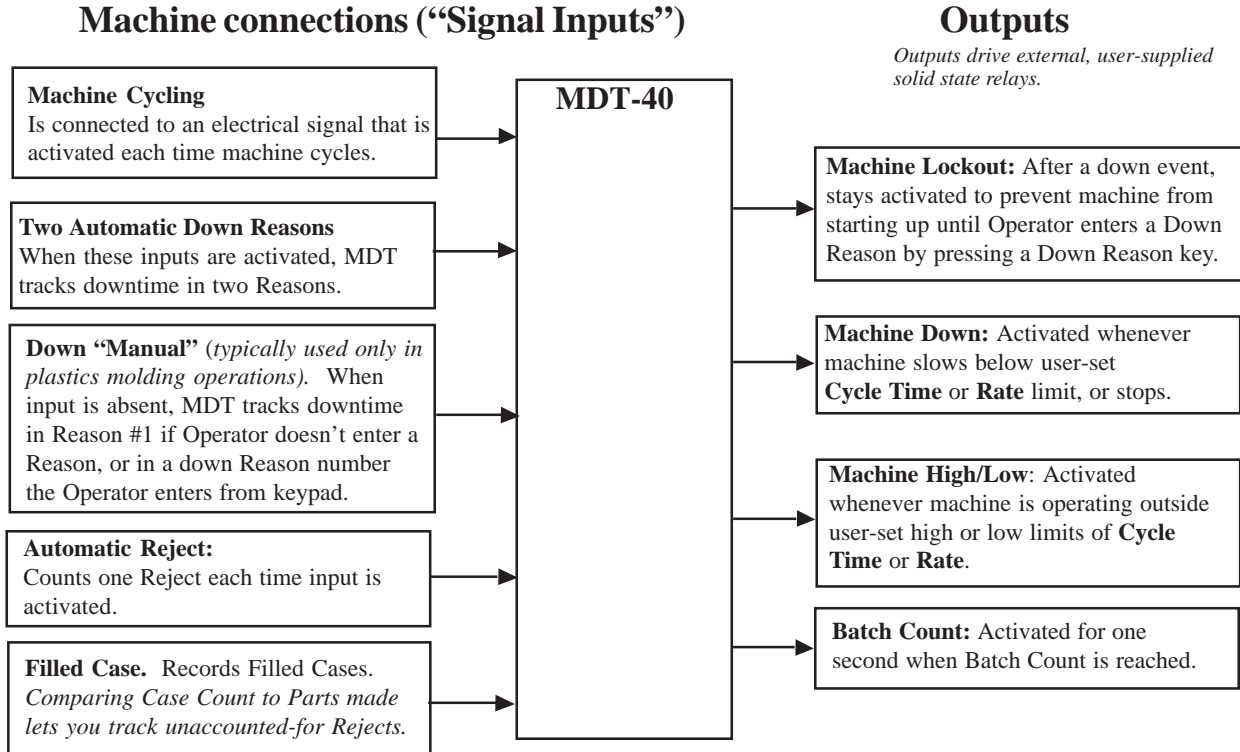 Machine connections (“Signal Inputs”)
Machine Cycling
Is connected to an electrical signal that is
activated each time machine cycles.
Two Automatic Down Reasons
When these inputs are activated, MDT
tracks downtime in two Reasons.
Down “Manual” (typically used only in
plastics molding operations). When
input is absent, MDT tracks downtime
in Reason #1 if Operator doesn’t enter a
Reason, or in a down Reason number
the Operator enters from keypad.
Automatic Reject:
Counts one Reject each time input is
activated.
Filled Case. Records Filled Cases.
Comparing Case Count to Parts made
lets you track unaccounted-for Rejects.
MDT-40
Outputs
Outputs drive external, user-supplied
solid state relays.
Machine Lockout: After a down event,
stays activated to prevent machine from
starting up until Operator enters a Down
Reason by pressing a Down Reason key.
Machine Down: Activated whenever
machine slows below user-set
Cycle Time or Rate limit, or stops.
Machine High/Low: Activated
whenever machine is operating outside
user-set high or low limits of Cycle
Time or Rate.
Batch Count: Activated for one
second when Batch Count is reached.